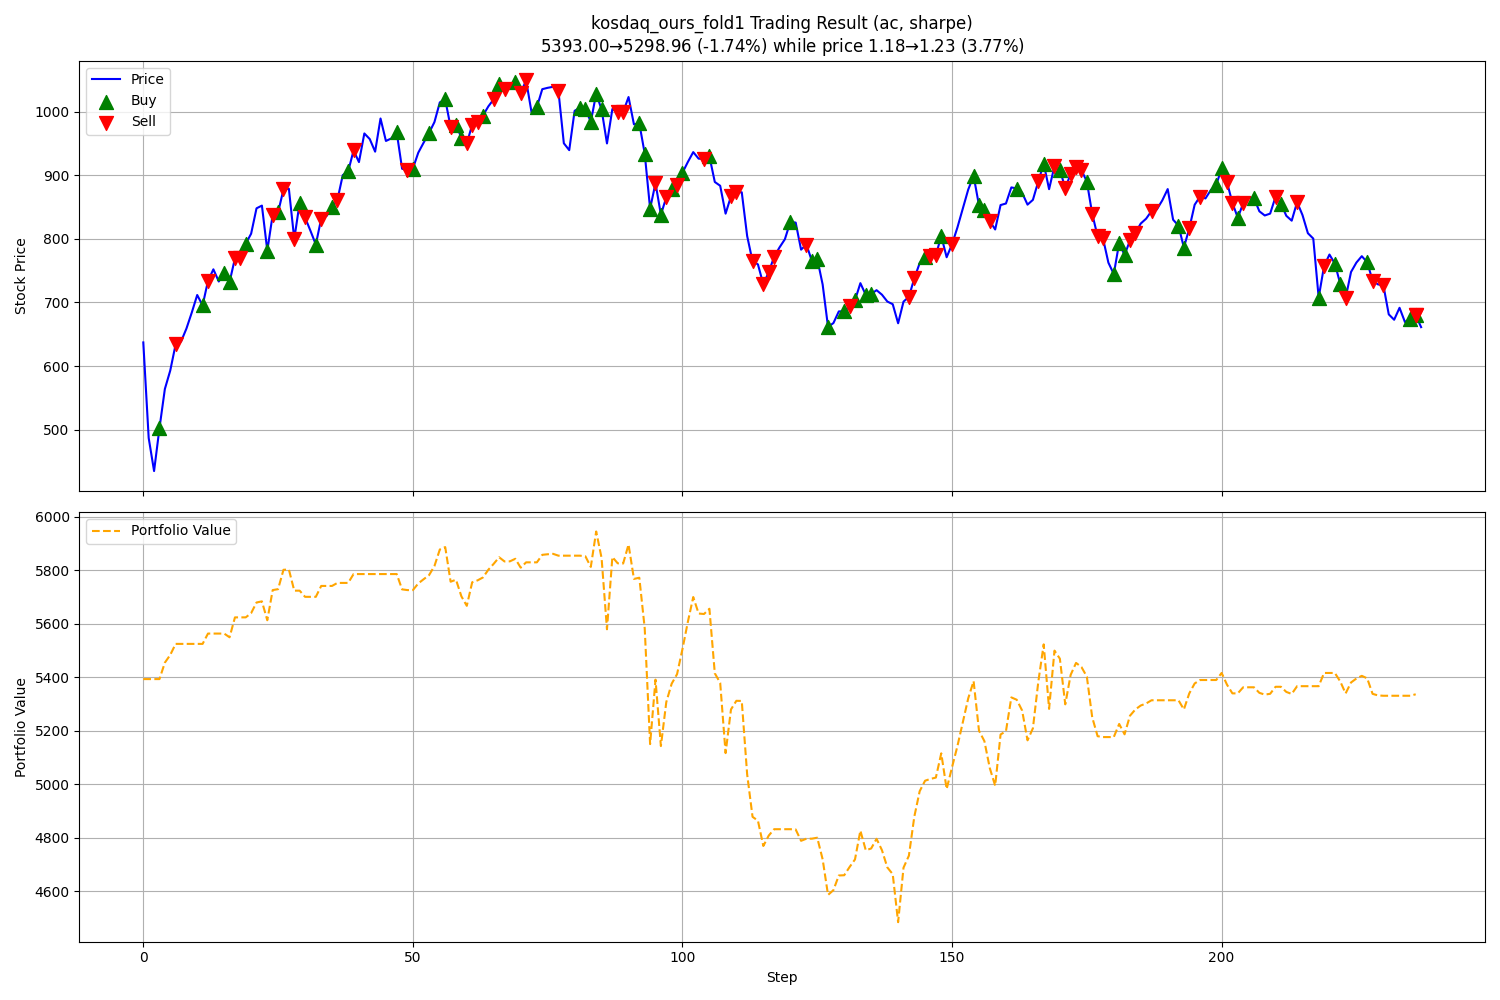 kosdaq_ours_fold1 Trading Result (ac, sharpe)
5393.00→5298.96 (-1.74%) while price 1.18→1.23 (3.77%)
Price
Buy
Sell
Stock Price
1000
900
800
700
600
500
Portfolio Value
Portfolio Value
6000
5800
5600
5400
5200
5000
4800
4600
0
50
100
150
200
Step